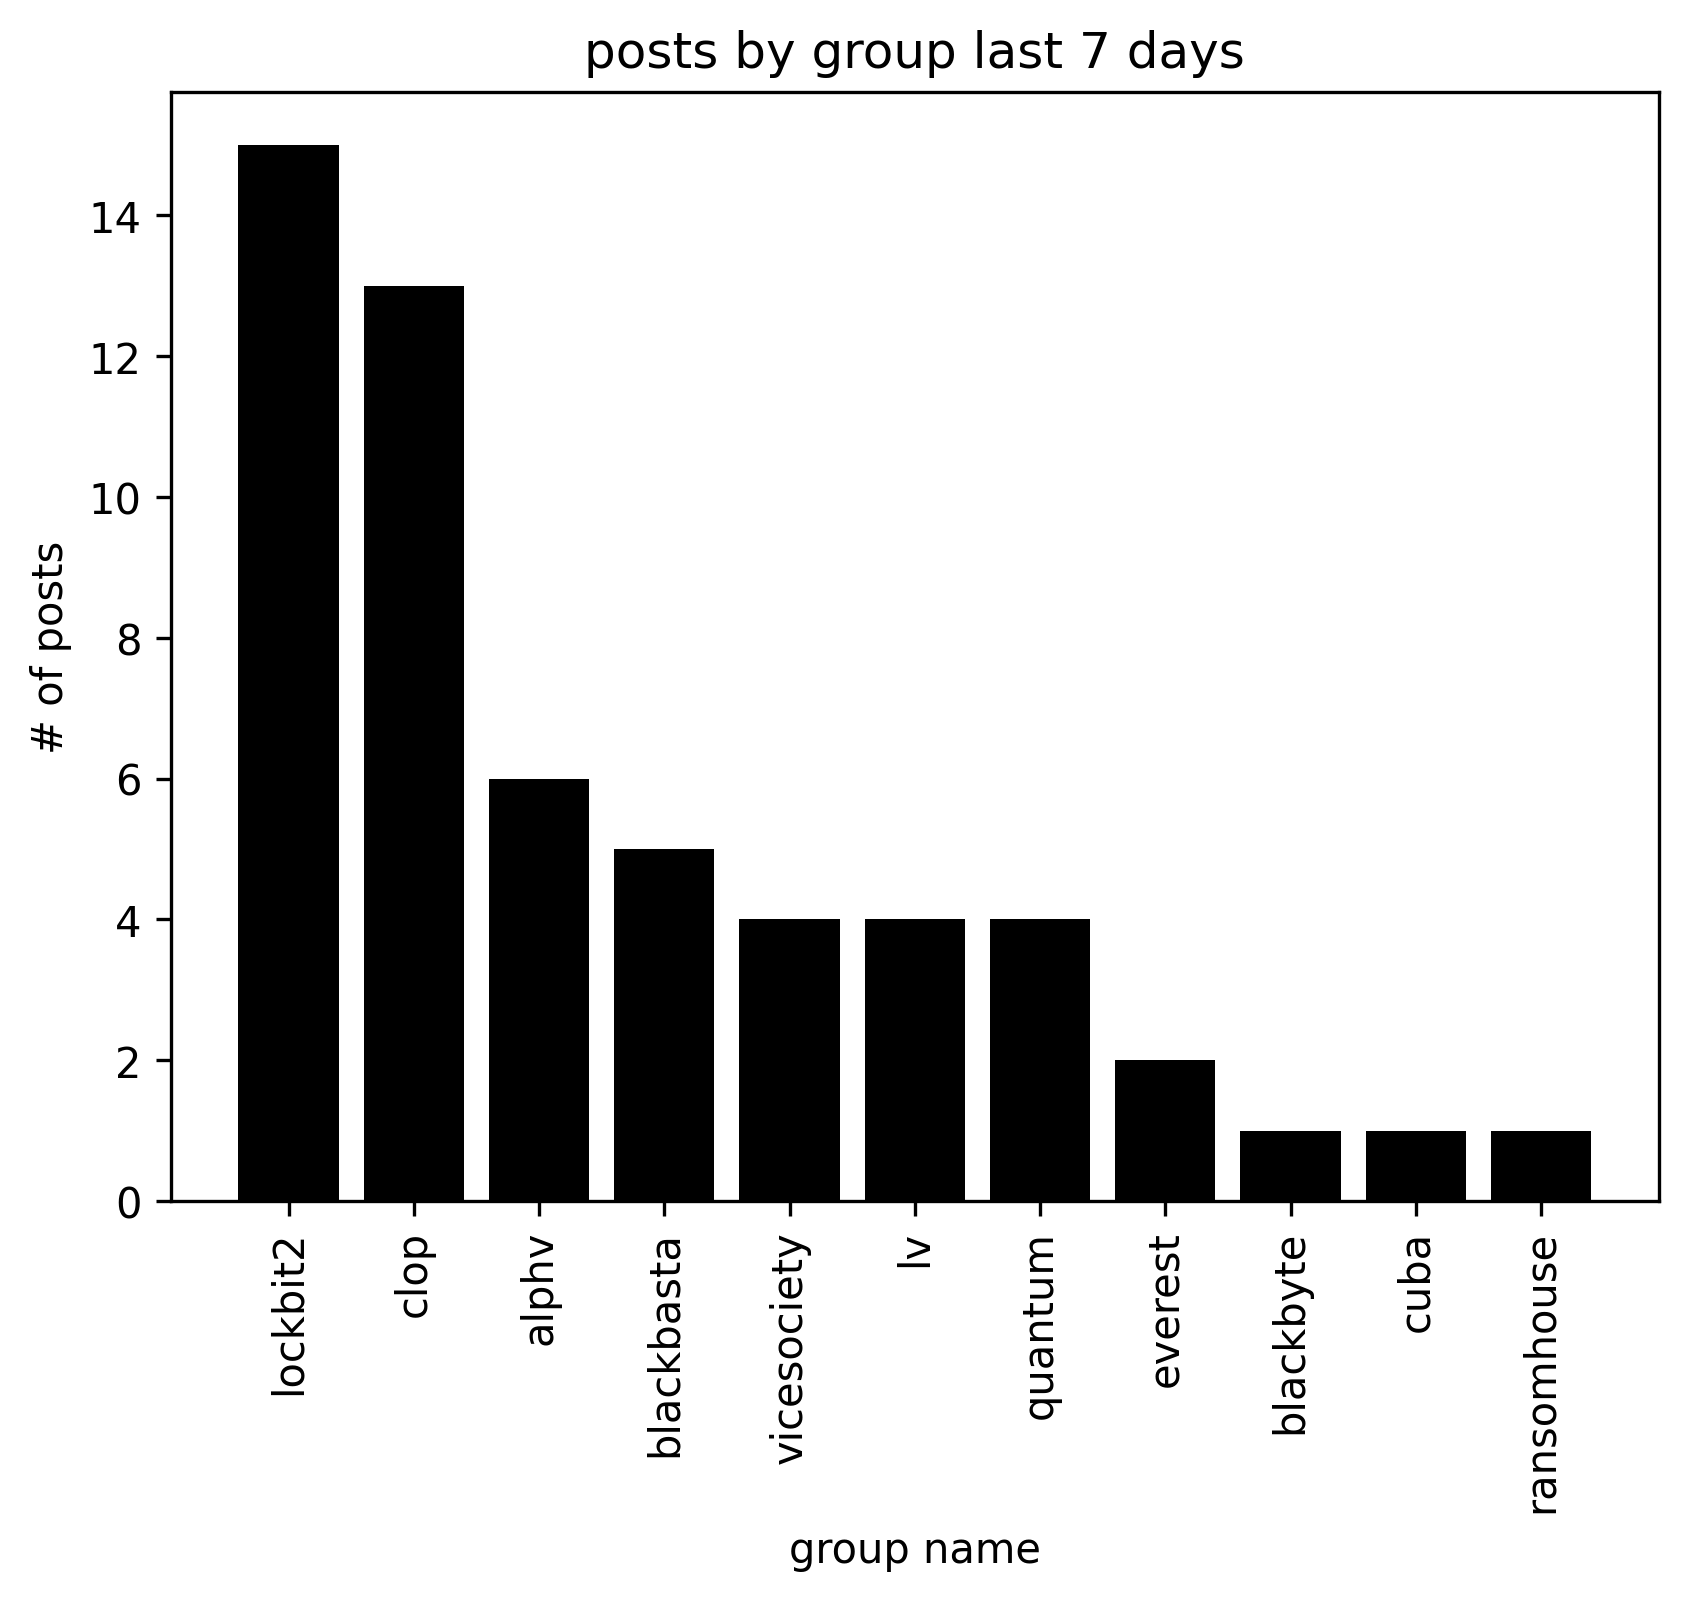 posts by group last 7 days
# of posts
14
12
10
8
6
4
2
0
lockbit2
clop
alphv
blackbasta
vicesociety
lv
quantum
everest
blackbyte
cuba
ransomhouse
group name